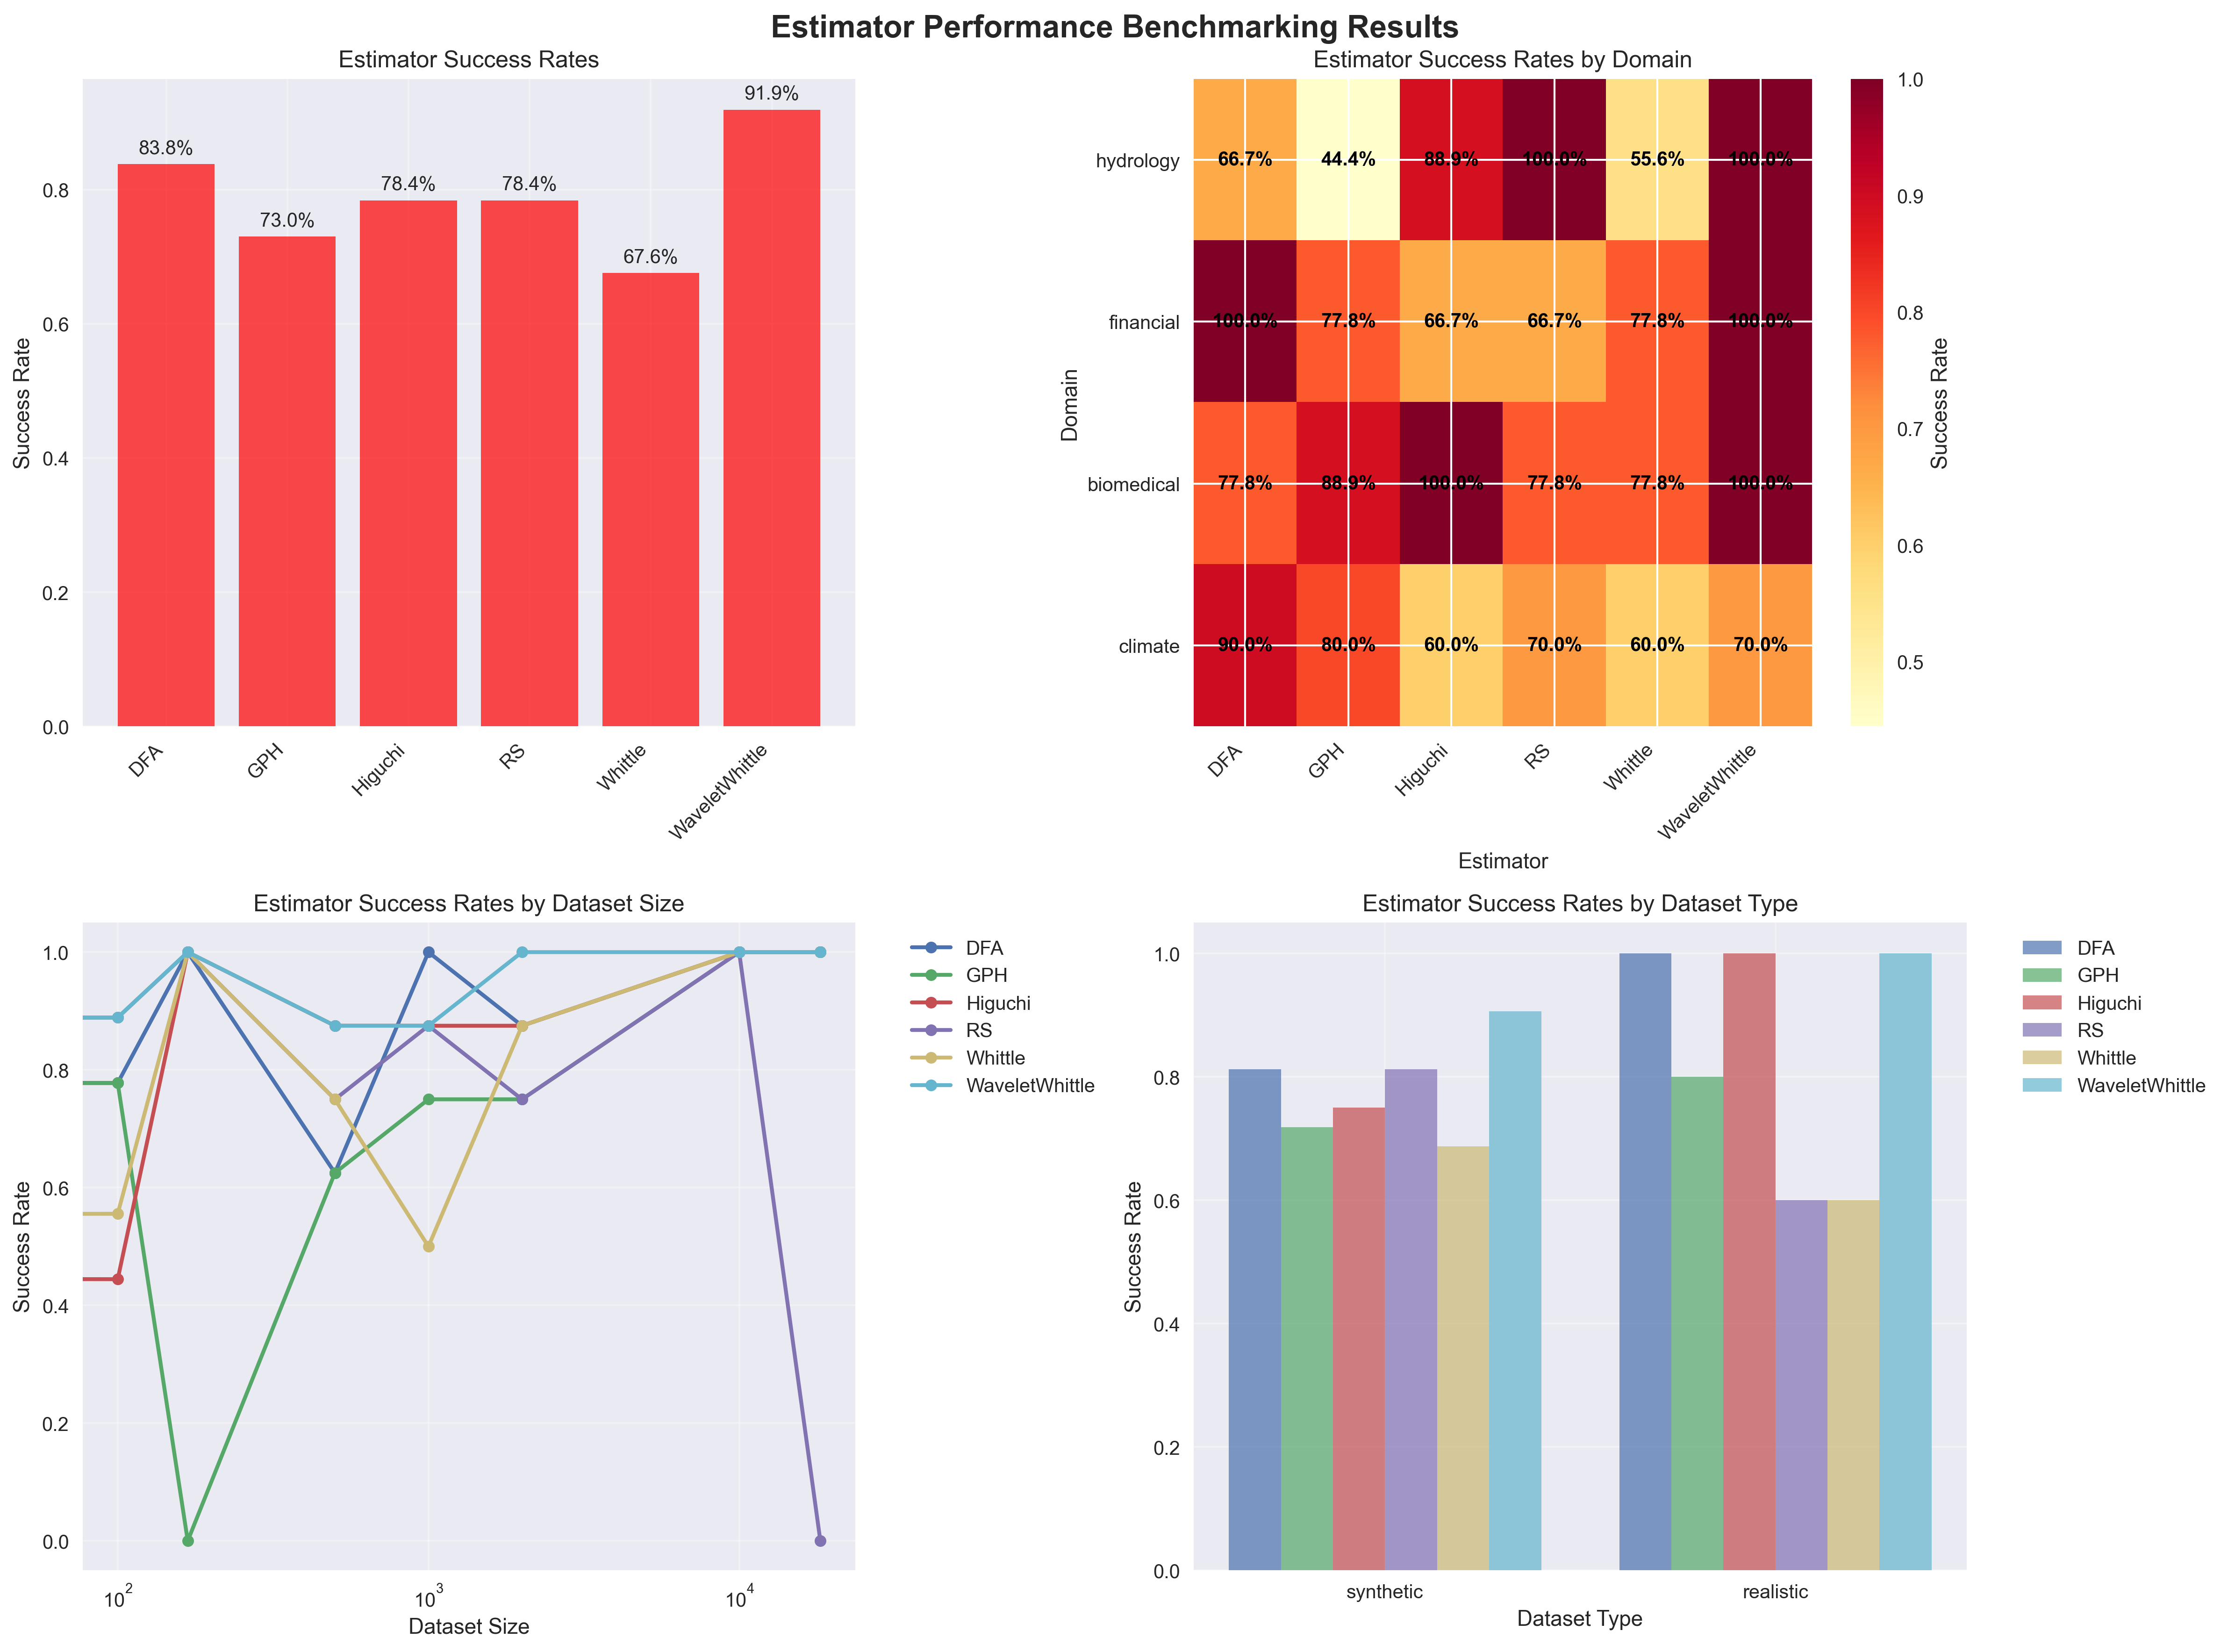 Estimator Performance Benchmarking Results
Estimator Success Rates
91.9%
83.8%
78.4%
78.4%
73.0%
67.6%
0.8
0.6
0.4
0.2
0.0
Success Rate
DFA
GPH
Higuchi
RS
Whittle
WaveletWhittle
Estimator Success Rates by Domain
hydrology
66.7% 44.4% 88.9% 100.0% 55.6% 100.0%
financial
100.0% 77.8% 66.7% 66.7% 77.8% 100.0%
biomedical
77.8% 88.9% 100.0% 77.8% 77.8% 100.0%
climate
90.0% 80.0% 60.0% 70.0% 60.0% 70.0%
Domain
DFA
GPH
Higuchi
RS
Whittle
WaveletWhittle
Estimator
1.0
0.9
0.8
0.7
0.6
0.5
Success Rate
Estimator Success Rates by Dataset Size
1.0
0.8
0.6
0.4
0.2
0.0
Success Rate
10² 10³ 10⁴
Dataset Size
DFA
GPH
Higuchi
RS
Whittle
WaveletWhittle
Estimator Success Rates by Dataset Type
1.0
0.8
0.6
0.4
0.2
0.0
Success Rate
synthetic realistic
Dataset Type
DFA
GPH
Higuchi
RS
Whittle
WaveletWhittle